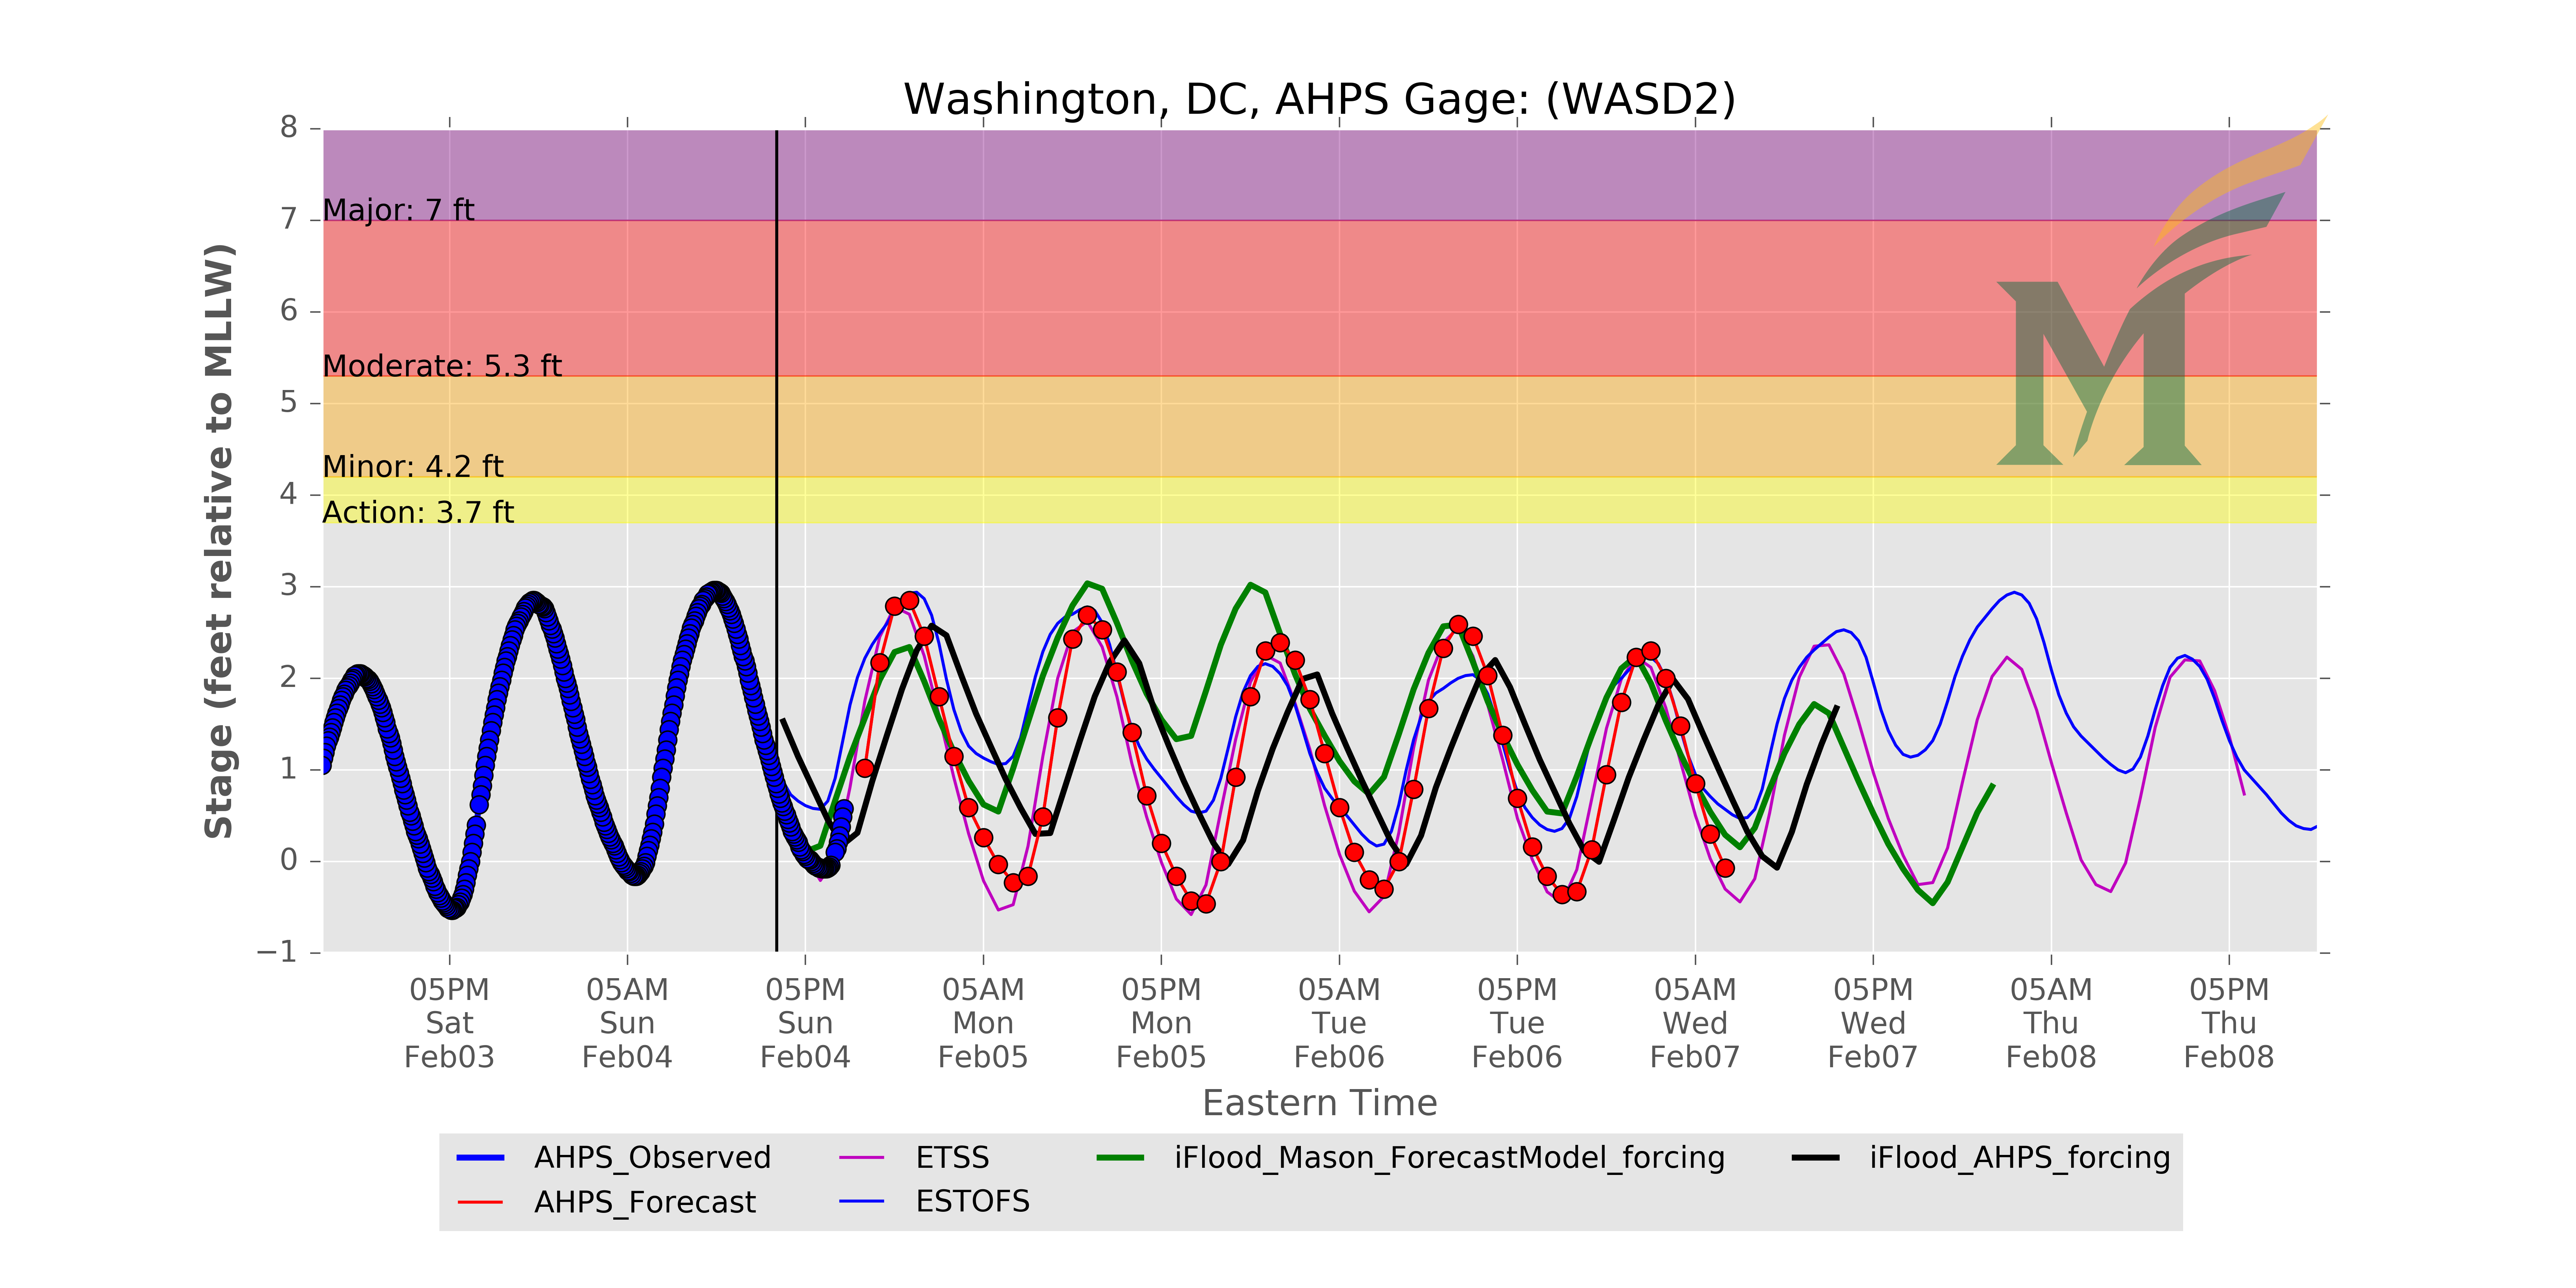 Washington, DC, AHPS Gage: (WASD2)
Stage (feet relative to MLLW)
8
7
6
5
4
3
2
1
0
−1
Major: 7 ft
Moderate: 5.3 ft
Minor: 4.2 ft
Action: 3.7 ft
05PM 05AM 05PM 05AM 05PM 05AM 05PM 05AM 05PM 05AM 05PM
Sat Sun Sun Mon Mon Tue Tue Wed Wed Thu Thu
Feb03 Feb04 Feb04 Feb05 Feb05 Feb06 Feb06 Feb07 Feb07 Feb08 Feb08
Eastern Time
AHPS_Observed ETSS iFlood_Mason_ForecastModel_forcing iFlood_AHPS_forcing
AHPS_Forecast ESTOFS
M